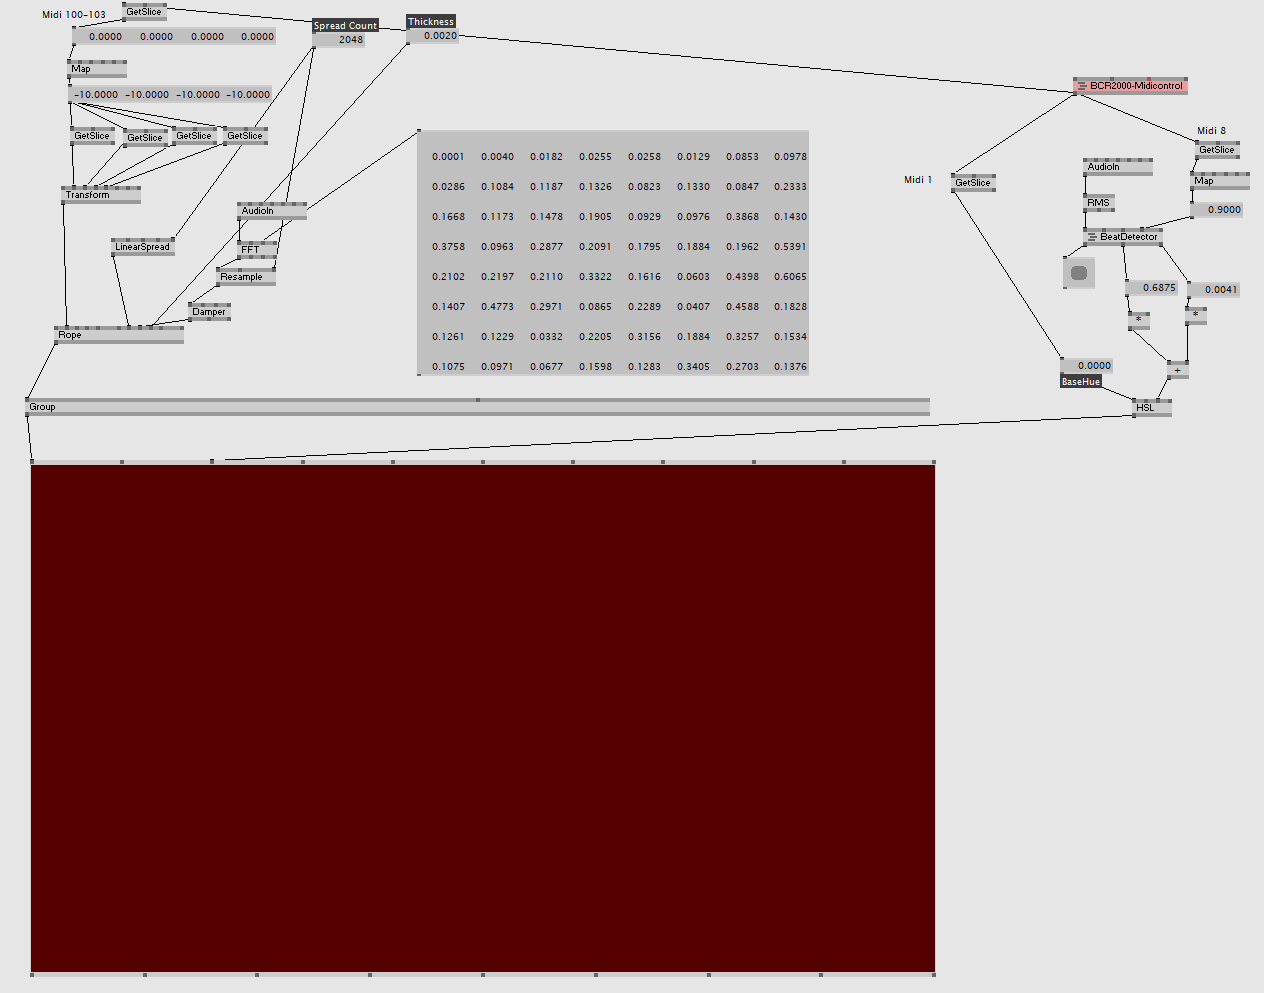 Midi 100-103
GetSlice
0.0000 0.0000 0.0000 0.0000
Map
-10.0000 -10.0000 -10.0000 -10.0000
GetSlice GetSlice GetSlice GetSlice
Transform
Spread Count
2048
Thickness
0.0020
AudioIn
LinearSpread
FFT
Resample
Damper
Rope
Group
0.0001 0.0040 0.0182 0.0255 0.0258 0.0129 0.0853 0.0978
0.0286 0.1084 0.1187 0.1326 0.0823 0.1330 0.0847 0.2333
0.1668 0.1173 0.1478 0.1905 0.0929 0.0976 0.3868 0.1430
0.3758 0.0963 0.2877 0.2091 0.1795 0.1884 0.1962 0.5391
0.2102 0.2197 0.2110 0.3322 0.1616 0.0603 0.4398 0.6065
0.1407 0.4773 0.2971 0.0865 0.2289 0.0407 0.4588 0.1828
0.1261 0.1229 0.0332 0.2205 0.3156 0.1884 0.3257 0.1534
0.1075 0.0971 0.0677 0.1598 0.1283 0.3405 0.2703 0.1376
BCR2000-Midicontrol
Midi 1
GetSlice
Midi 8
GetSlice
AudioIn
Map
RMS
0.9000
BeatDetector
0.6875
0.0041
*
*
0.0000
BaseHue
+
HSL